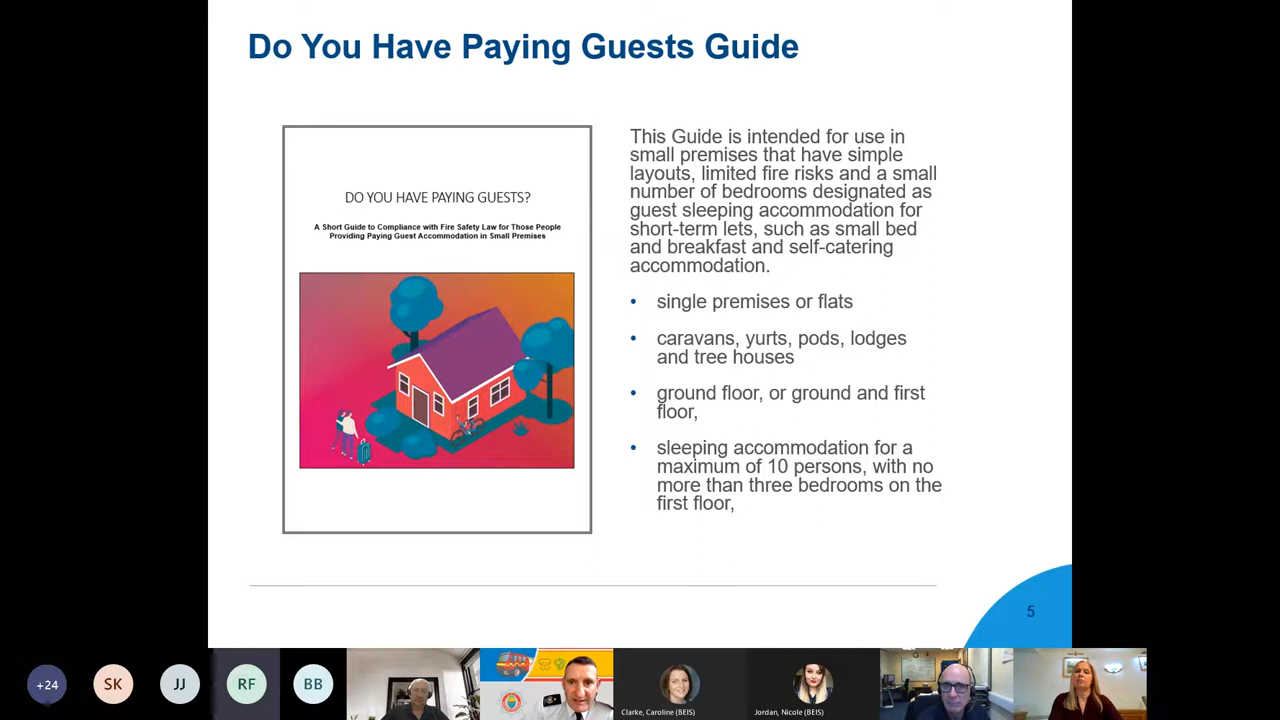 Do You Have Paying Guests Guide
DO YOU HAVE PAYING GUESTS?
A Short Guide to Compliance with Fire Safety Law for Those People
Providing Paying Guest Accommodation in Small Premises
This Guide is intended for use in
small premises that have simple
layouts, limited fire risks and a small
number of bedrooms designated as
guest sleeping accommodation for
short-term lets, such as small bed
and breakfast and self-catering
accommodation.
• single premises or flats
• caravans, yurts, pods, lodges
and tree houses
• ground floor, or ground and first
floor,
• sleeping accommodation for a
maximum of 10 persons, with no
more than three bedrooms on the
first floor,
5
+24
SK
JJ
RF
BB
Clarke, Caroline (BEIS)
Jordan, Nicole (BEIS)